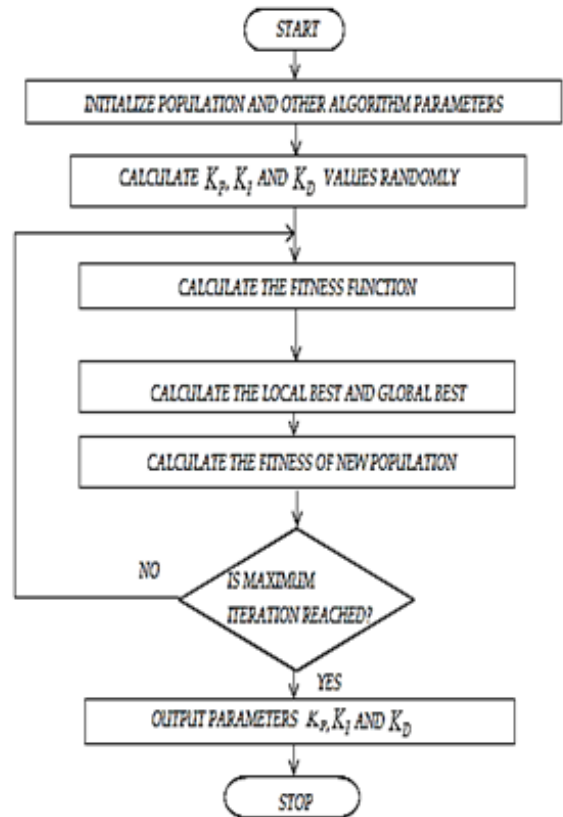 START
INITIALIZE POPULATION AND OTHER ALGORITHM PARAMETERS
CALCULATE K_P, K_I AND K_D VALUES RANDOMLY
CALCULATE THE FITNESS FUNCTION
CALCULATE THE LOCAL BEST AND GLOBAL BEST
CALCULATE THE FITNESS OF NEW POPULATION
NO
IS MAXIMUM
ITERATION REACHED?
YES
OUTPUT PARAMETERS K_P, K_I AND K_D
STOP